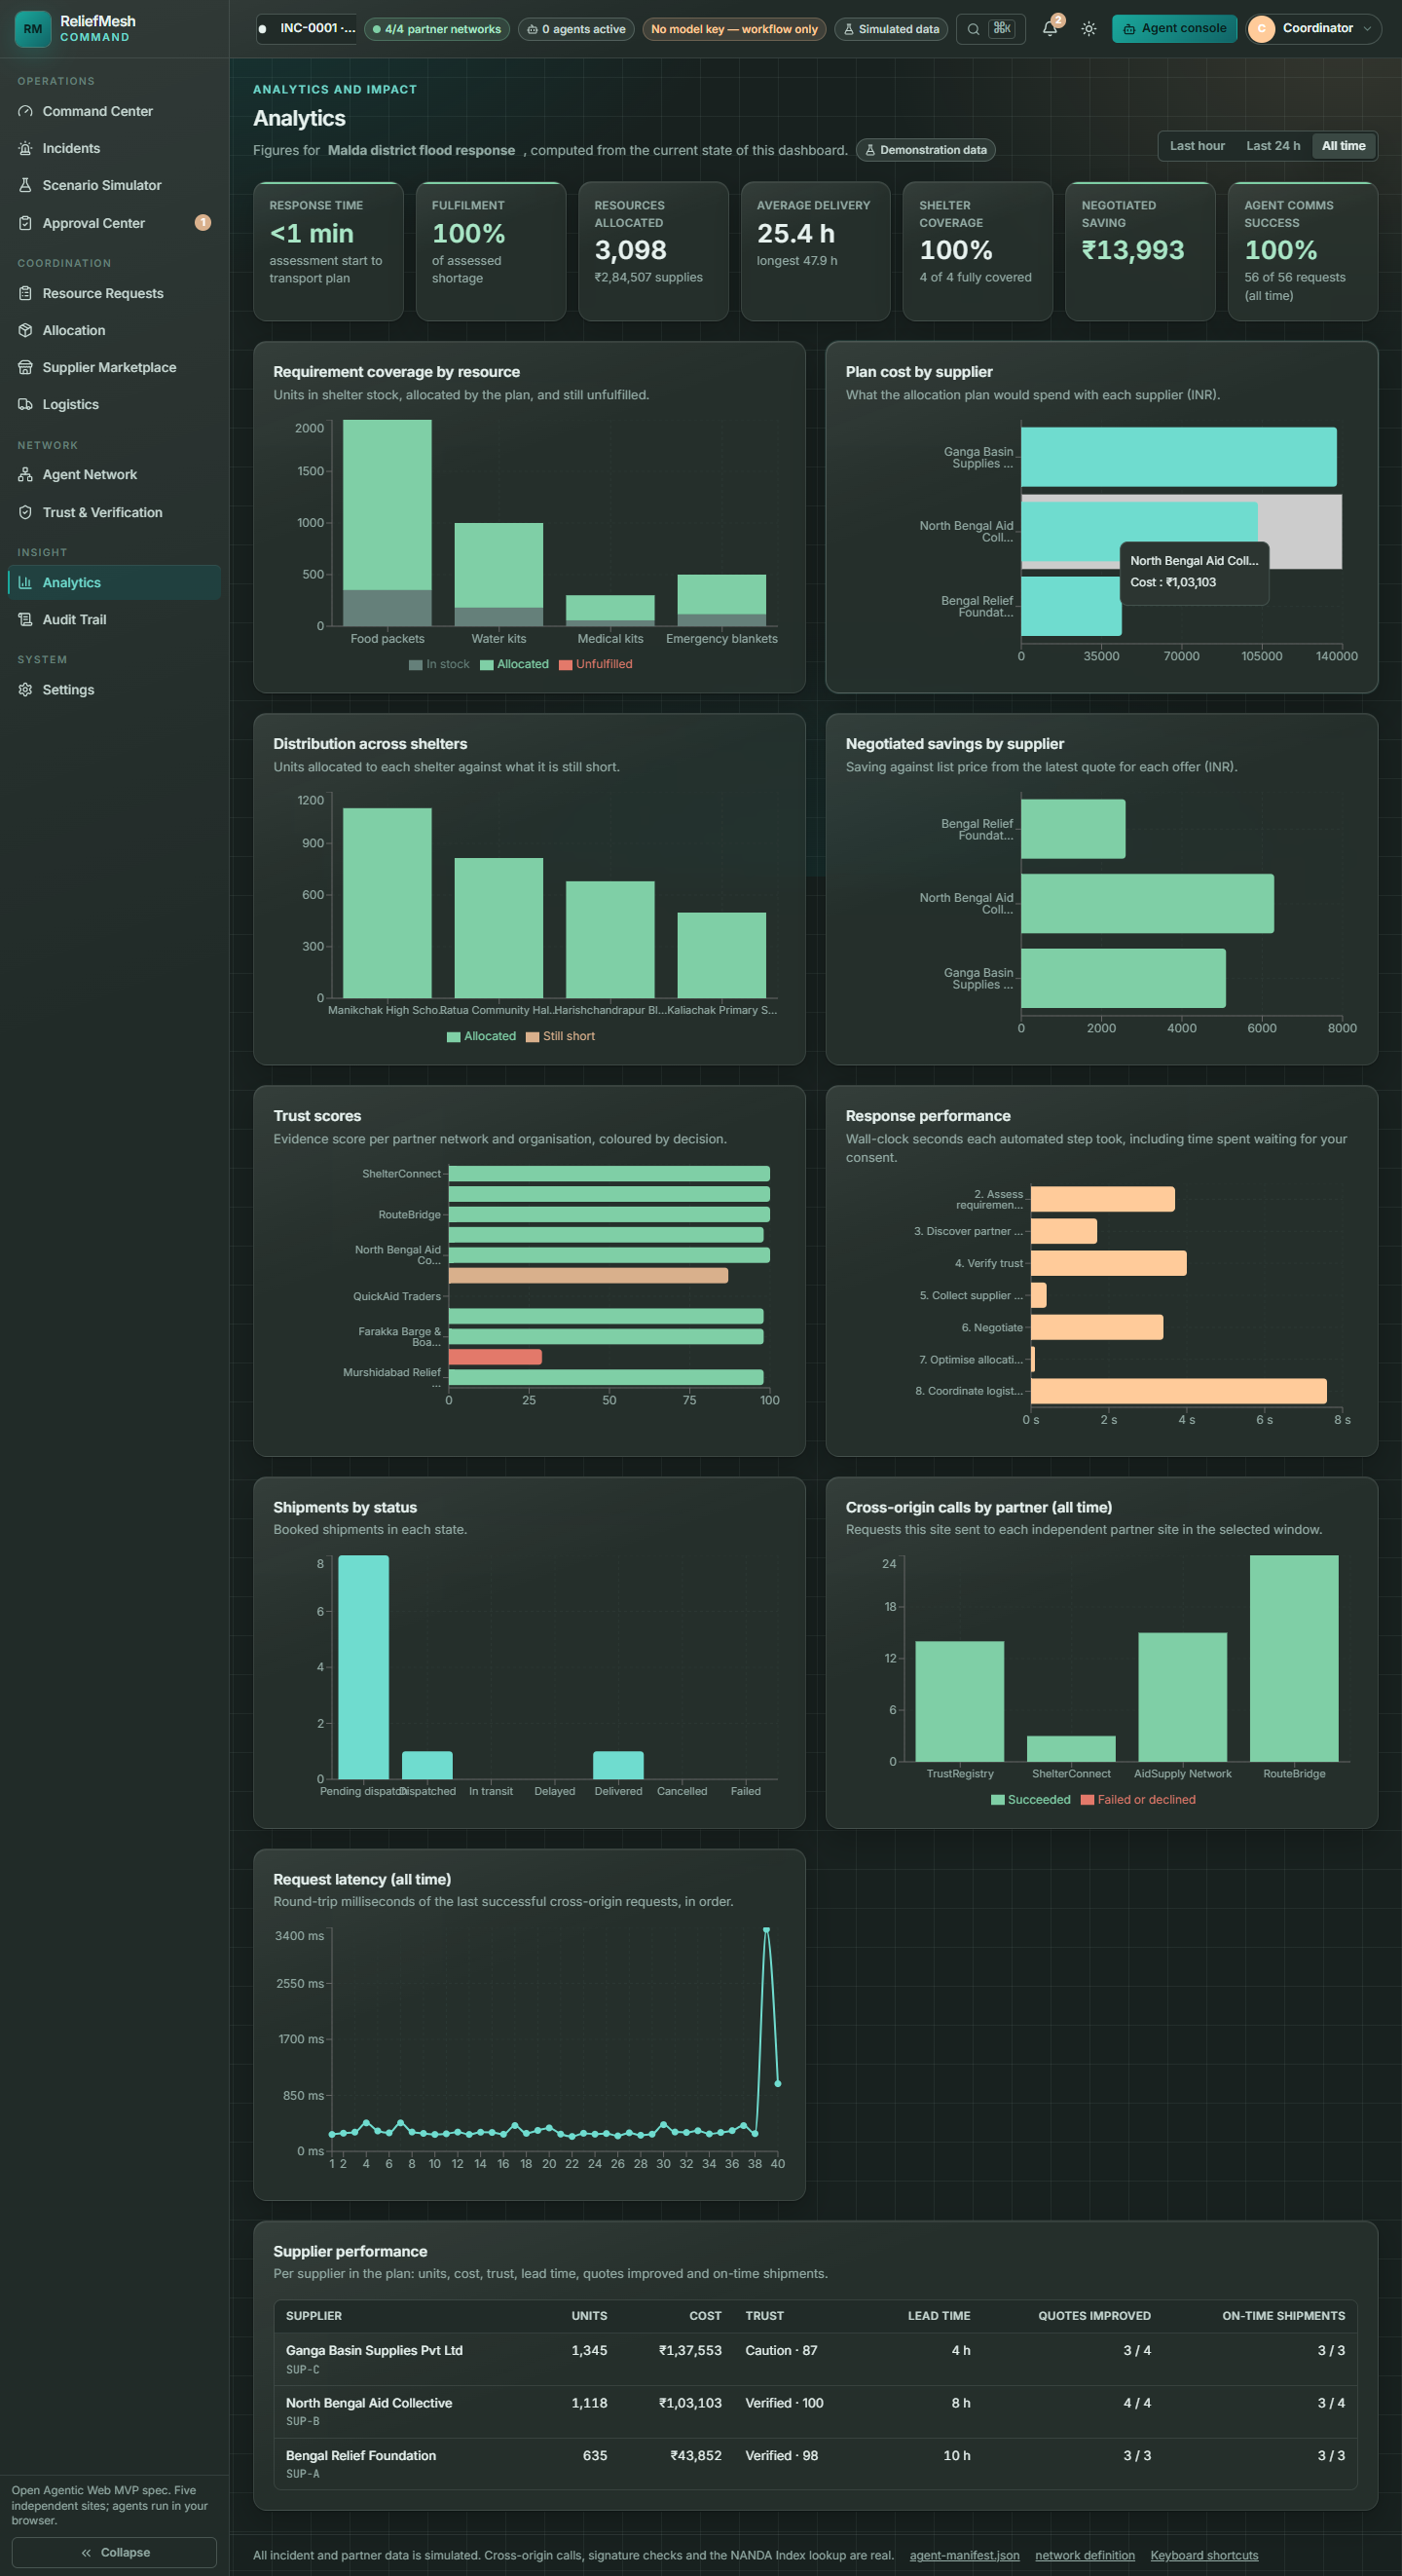 RM
ReliefMesh
COMMAND
INC-0001 ·...
4/4 partner networks
0 agents active
No model key — workflow only
Simulated data
⌘K
2
Agent console
C
Coordinator
OPERATIONS
Command Center
Incidents
Scenario Simulator
Approval Center
1
COORDINATION
Resource Requests
Allocation
Supplier Marketplace
Logistics
NETWORK
Agent Network
Trust & Verification
INSIGHT
Analytics
Audit Trail
SYSTEM
Settings
Open Agentic Web MVP spec. Five
independent sites; agents run in your
browser.
Collapse
ANALYTICS AND IMPACT
Analytics
Figures for Malda district flood response , computed from the current state of this dashboard.
Demonstration data
Last hour
Last 24 h
All time
RESPONSE TIME
<1 min
assessment start to
transport plan
FULFILMENT
100%
of assessed
shortage
RESOURCES
ALLOCATED
3,098
₹2,84,507 supplies
AVERAGE DELIVERY
25.4 h
longest 47.9 h
SHELTER
COVERAGE
100%
4 of 4 fully covered
NEGOTIATED
SAVING
₹13,993
AGENT COMMS
SUCCESS
100%
56 of 56 requests
(all time)
Requirement coverage by resource
Units in shelter stock, allocated by the plan, and still unfulfilled.
2000
1500
1000
500
0
Food packets
Water kits
Medical kits
Emergency blankets
In stock
Allocated
Unfulfilled
Plan cost by supplier
What the allocation plan would spend with each supplier (INR).
Ganga Basin
Supplies ...
North Bengal Aid
Coll...
Bengal Relief
Foundat...
North Bengal Aid Coll...
Cost : ₹1,03,103
0
35000
70000
105000
140000
Distribution across shelters
Units allocated to each shelter against what it is still short.
1200
900
600
300
0
Manikchak High Scho...
Ratua Community Hal...
Harishchandrapur Bl...
Kaliachak Primary S...
Allocated
Still short
Negotiated savings by supplier
Saving against list price from the latest quote for each offer (INR).
Bengal Relief
Foundat...
North Bengal Aid
Coll...
Ganga Basin
Supplies ...
0
2000
4000
6000
8000
Trust scores
Evidence score per partner network and organisation, coloured by decision.
ShelterConnect
RouteBridge
North Bengal Aid
Co...
QuickAid Traders
Farakka Barge &
Boa...
Murshidabad Relief
...
0
25
50
75
100
Response performance
Wall-clock seconds each automated step took, including time spent waiting for your
consent.
2. Assess
requiremen...
3. Discover partner ...
4. Verify trust
5. Collect supplier ...
6. Negotiate
7. Optimise allocati...
8. Coordinate logist...
0 s
2 s
4 s
6 s
8 s
Shipments by status
Booked shipments in each state.
8
6
4
2
0
Pending dispatch
Dispatched
In transit
Delayed
Delivered
Cancelled
Failed
Cross-origin calls by partner (all time)
Requests this site sent to each independent partner site in the selected window.
24
18
12
6
0
TrustRegistry
ShelterConnect
AidSupply Network
RouteBridge
Succeeded
Failed or declined
Request latency (all time)
Round-trip milliseconds of the last successful cross-origin requests, in order.
3400 ms
2550 ms
1700 ms
850 ms
0 ms
1 2 4 6 8 10 12 14 16 18 20 22 24 26 28 30 32 34 36 38 40
Supplier performance
Per supplier in the plan: units, cost, trust, lead time, quotes improved and on-time shipments.
SUPPLIER UNITS COST TRUST LEAD TIME QUOTES IMPROVED ON-TIME SHIPMENTS
Ganga Basin Supplies Pvt Ltd 1,345 ₹1,37,553 Caution · 87 4 h 3 / 4 3 / 3
SUP-C
North Bengal Aid Collective 1,118 ₹1,03,103 Verified · 100 8 h 4 / 4 3 / 4
SUP-B
Bengal Relief Foundation 635 ₹43,852 Verified · 98 10 h 3 / 3 3 / 3
SUP-A
All incident and partner data is simulated. Cross-origin calls, signature checks and the NANDA Index lookup are real.
agent-manifest.json
network definition
Keyboard shortcuts